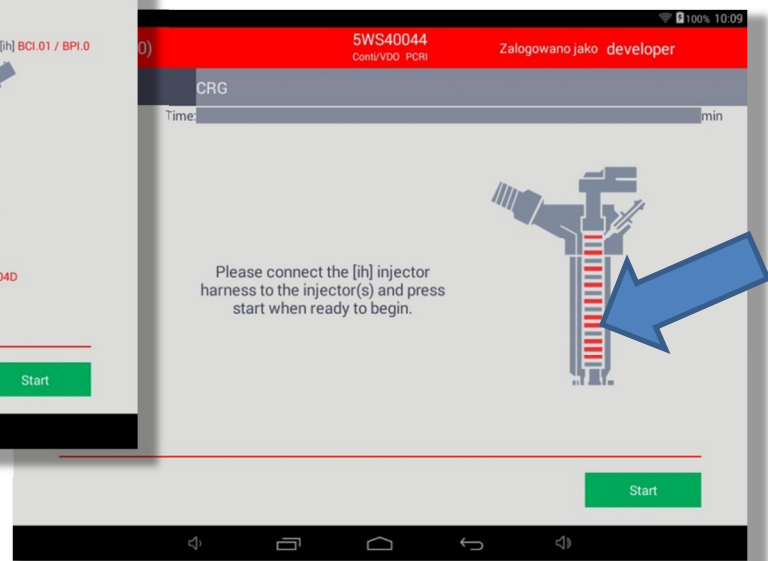 [ih] BCI.01 / BPI.0
04D
Start
100% 10:09
0)
5WS40044
Conti/VDO PCRI
Zalogowano jako developer
CRG
Time:
min
Please connect the [ih] injector
harness to the injector(s) and press
start when ready to begin.
Start